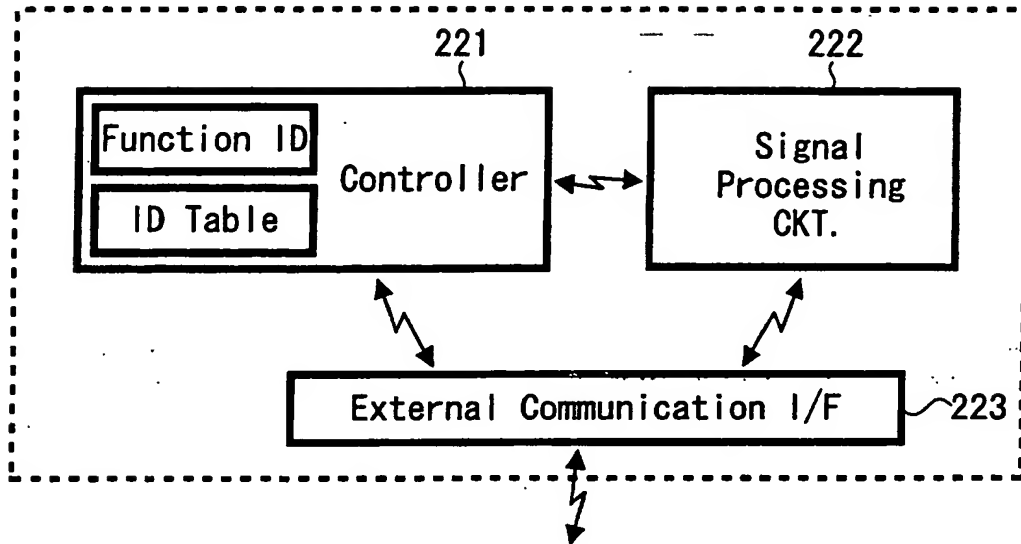 221
222
Function ID
ID Table
Controller
Signal
Processing
CKT.
External Communication I/F
223